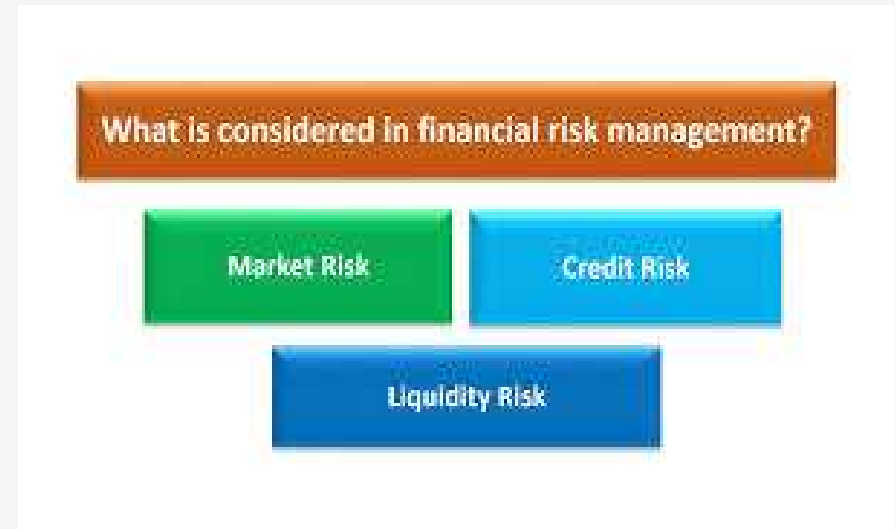 What is considered in financial risk management?
Market Risk
Credit Risk
Liquidity Risk